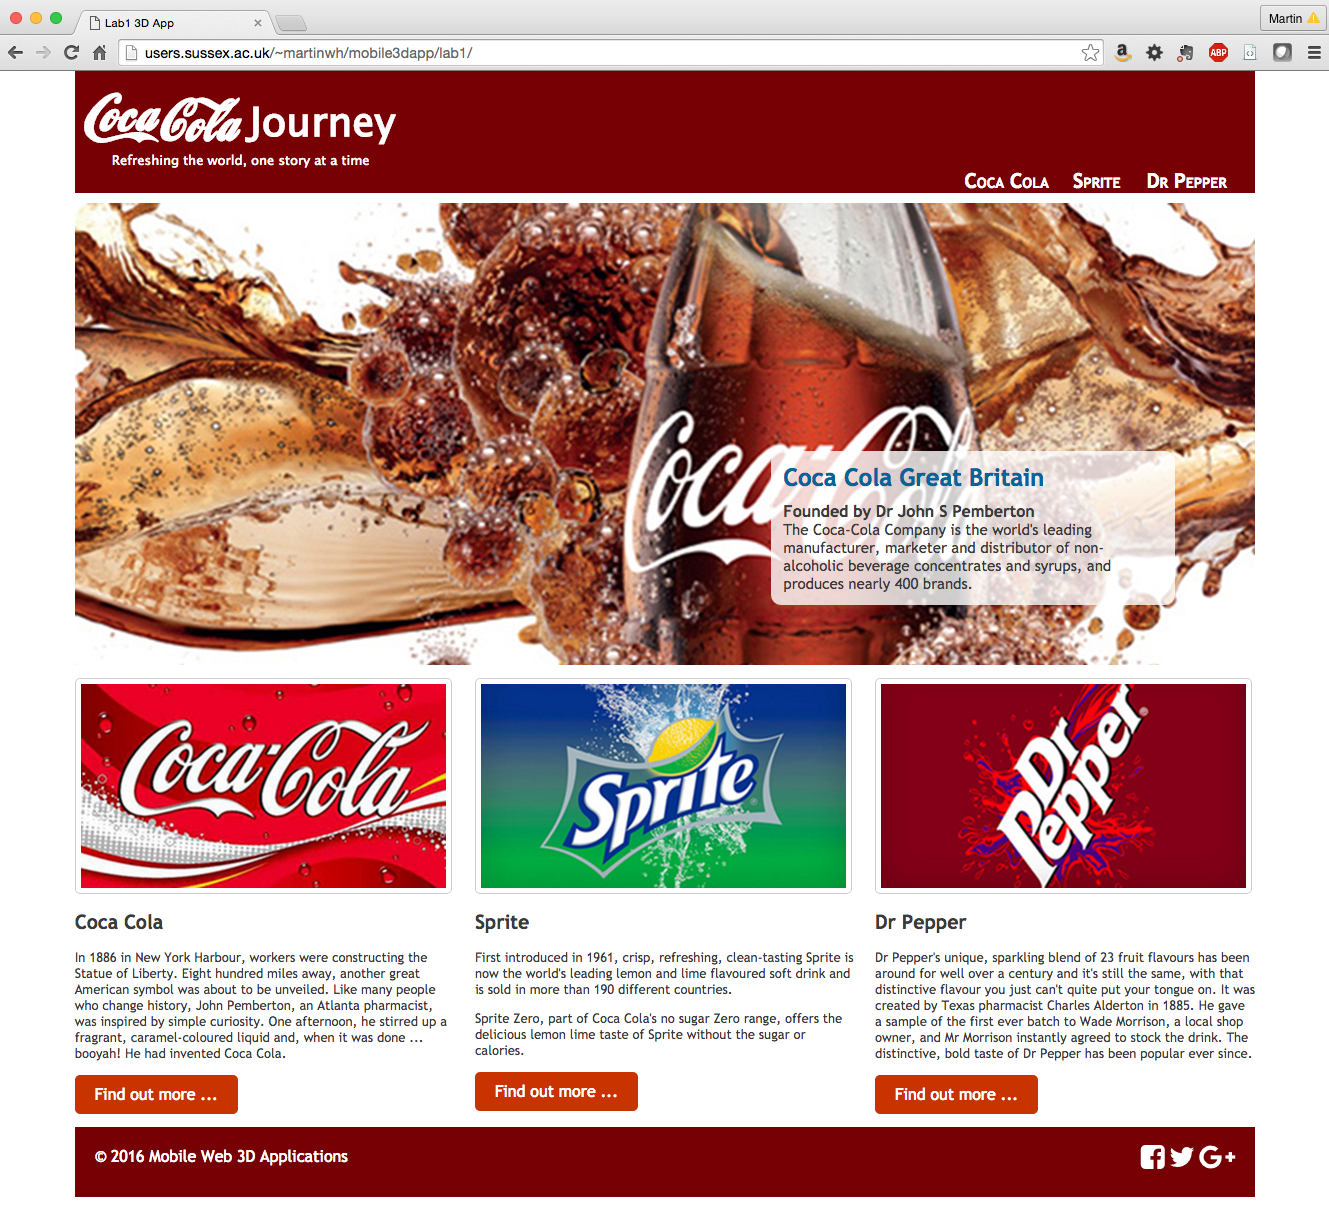 Lab1 3D App
Martin
users.sussex.ac.uk/~martinwh/mobile3dapp/lab1/
ABP
Coca Cola Journey
Refreshing the world, one story at a time
Coca Cola Sprite Dr Pepper
Coca-Cola
Coca Cola Great Britain
Founded by Dr John S Pemberton
The Coca-Cola Company is the world's leading
manufacturer, marketer and distributor of non-
alcoholic beverage concentrates and syrups, and
produces nearly 400 brands.
Coca-Cola
Sprite
Dr
Pepper
Coca Cola
In 1886 in New York Harbour, workers were constructing the
Statue of Liberty. Eight hundred miles away, another great
American symbol was about to be unveiled. Like many people
who change history, John Pemberton, an Atlanta pharmacist,
was inspired by simple curiosity. One afternoon, he stirred up a
fragrant, caramel-coloured liquid and, when it was done ...
booyah! He had invented Coca Cola.
Find out more ...
Sprite
First introduced in 1961, crisp, refreshing, clean-tasting Sprite is
now the world's leading lemon and lime flavoured soft drink and
is sold in more than 190 different countries.
Sprite Zero, part of Coca Cola's no sugar Zero range, offers the
delicious lemon lime taste of Sprite without the sugar or
calories.
Find out more ...
Dr Pepper
Dr Pepper's unique, sparkling blend of 23 fruit flavours has been
around for well over a century and it's still the same, with that
distinctive flavour you just can't quite put your tongue on. It was
created by Texas pharmacist Charles Alderton in 1885. He gave
a sample of the first ever batch to Wade Morrison, a local shop
owner, and Mr Morrison instantly agreed to stock the drink. The
distinctive, bold taste of Dr Pepper has been popular ever since.
Find out more ...
© 2016 Mobile Web 3D Applications
G+